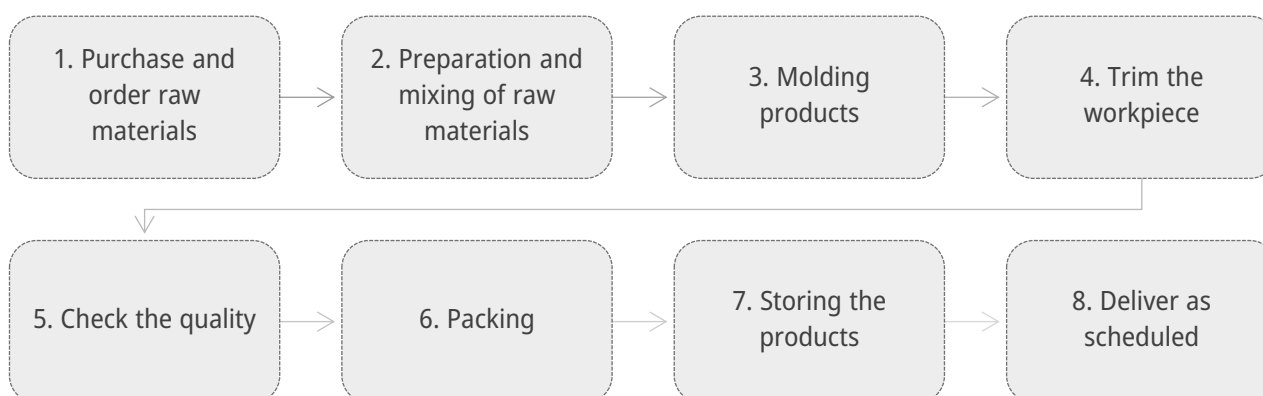 1. Purchase and
order raw
materials
2. Preparation and
mixing of raw
materials
3. Molding
products
4. Trim the
workpiece
5. Check the quality
6. Packing
7. Storing the
products
8. Deliver as
scheduled